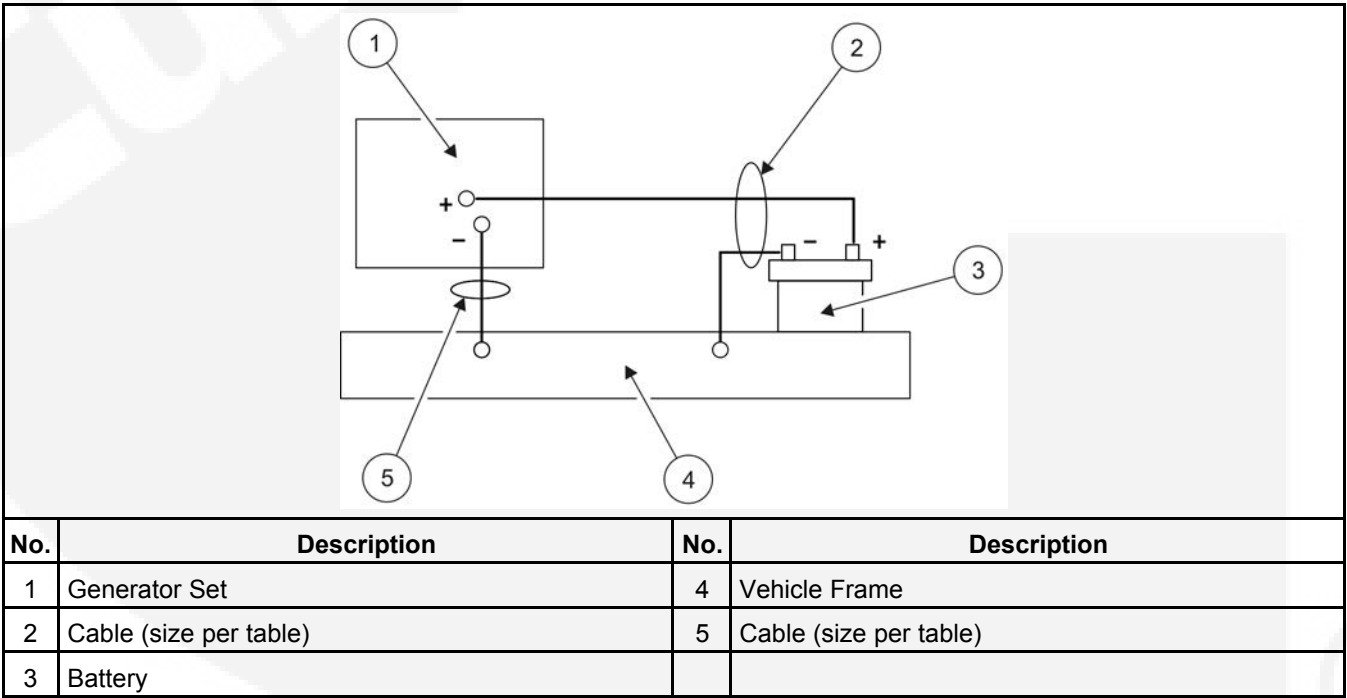 1
2
+
−
− +
3
5
4
No. Description No. Description
1 Generator Set 4 Vehicle Frame
2 Cable (size per table) 5 Cable (size per table)
3 Battery